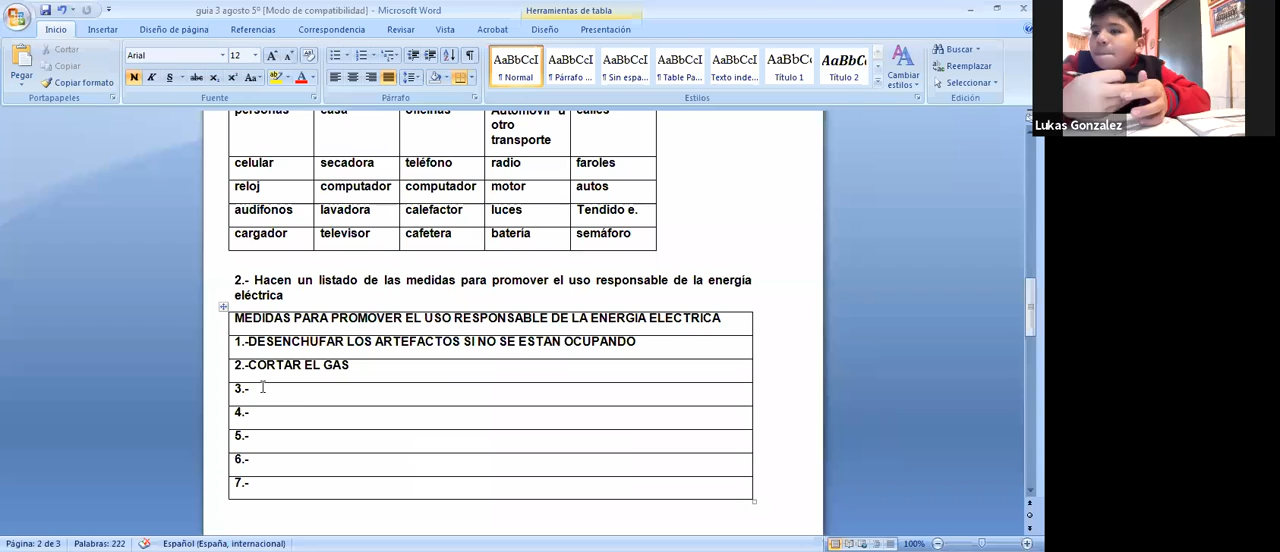 guia 3 agosto 5º [Modo de compatibilidad] - Microsoft Word
Herramientas de tabla
Inicio Insertar Diseño de página Referencias Correspondencia Revisar Vista Acrobat Diseño Presentación
Pegar
Cortar
Copiar
Copiar formato
Portapapeles
Arial 12
Fuente
Párrafo
AaBbCcI AaBbCcI AaBbCcI AaBbCcI AaBbCcI AaBbCcI AaBbC
¶ Normal ¶ Párrafo ... ¶ Sin espa... ¶ Table Pa... Texto inde... Título 1 Título 2
Estilos
Cambiar estilos
Buscar
Reemplazar
Seleccionar
Edición
Lukas Gonzalez
personas casa oficinas Automóvil u otro transporte calles
celular secadora teléfono radio faroles
reloj computador computador motor autos
audífonos lavadora calefactor luces Tendido e.
cargador televisor cafetera batería semáforo
2.- Hacen un listado de las medidas para promover el uso responsable de la energía
eléctrica
MEDIDAS PARA PROMOVER EL USO RESPONSABLE DE LA ENERGIA ELECTRICA
1.-DESENCHUFAR LOS ARTEFACTOS SI NO SE ESTAN OCUPANDO
2.-CORTAR EL GAS
3.-
4.-
5.-
6.-
7.-
Página: 2 de 3 Palabras: 222 Español (España, internacional) 100%